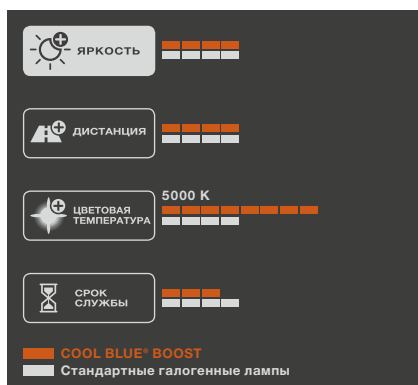 ЯРКОСТЬ
ДИСТАНЦИЯ
5000 K
ЦВЕТОВАЯ
ТЕМПЕРАТУРА
СРОК
СЛУЖБЫ
COOL BLUE® BOOST
Стандартные галогенные лампы